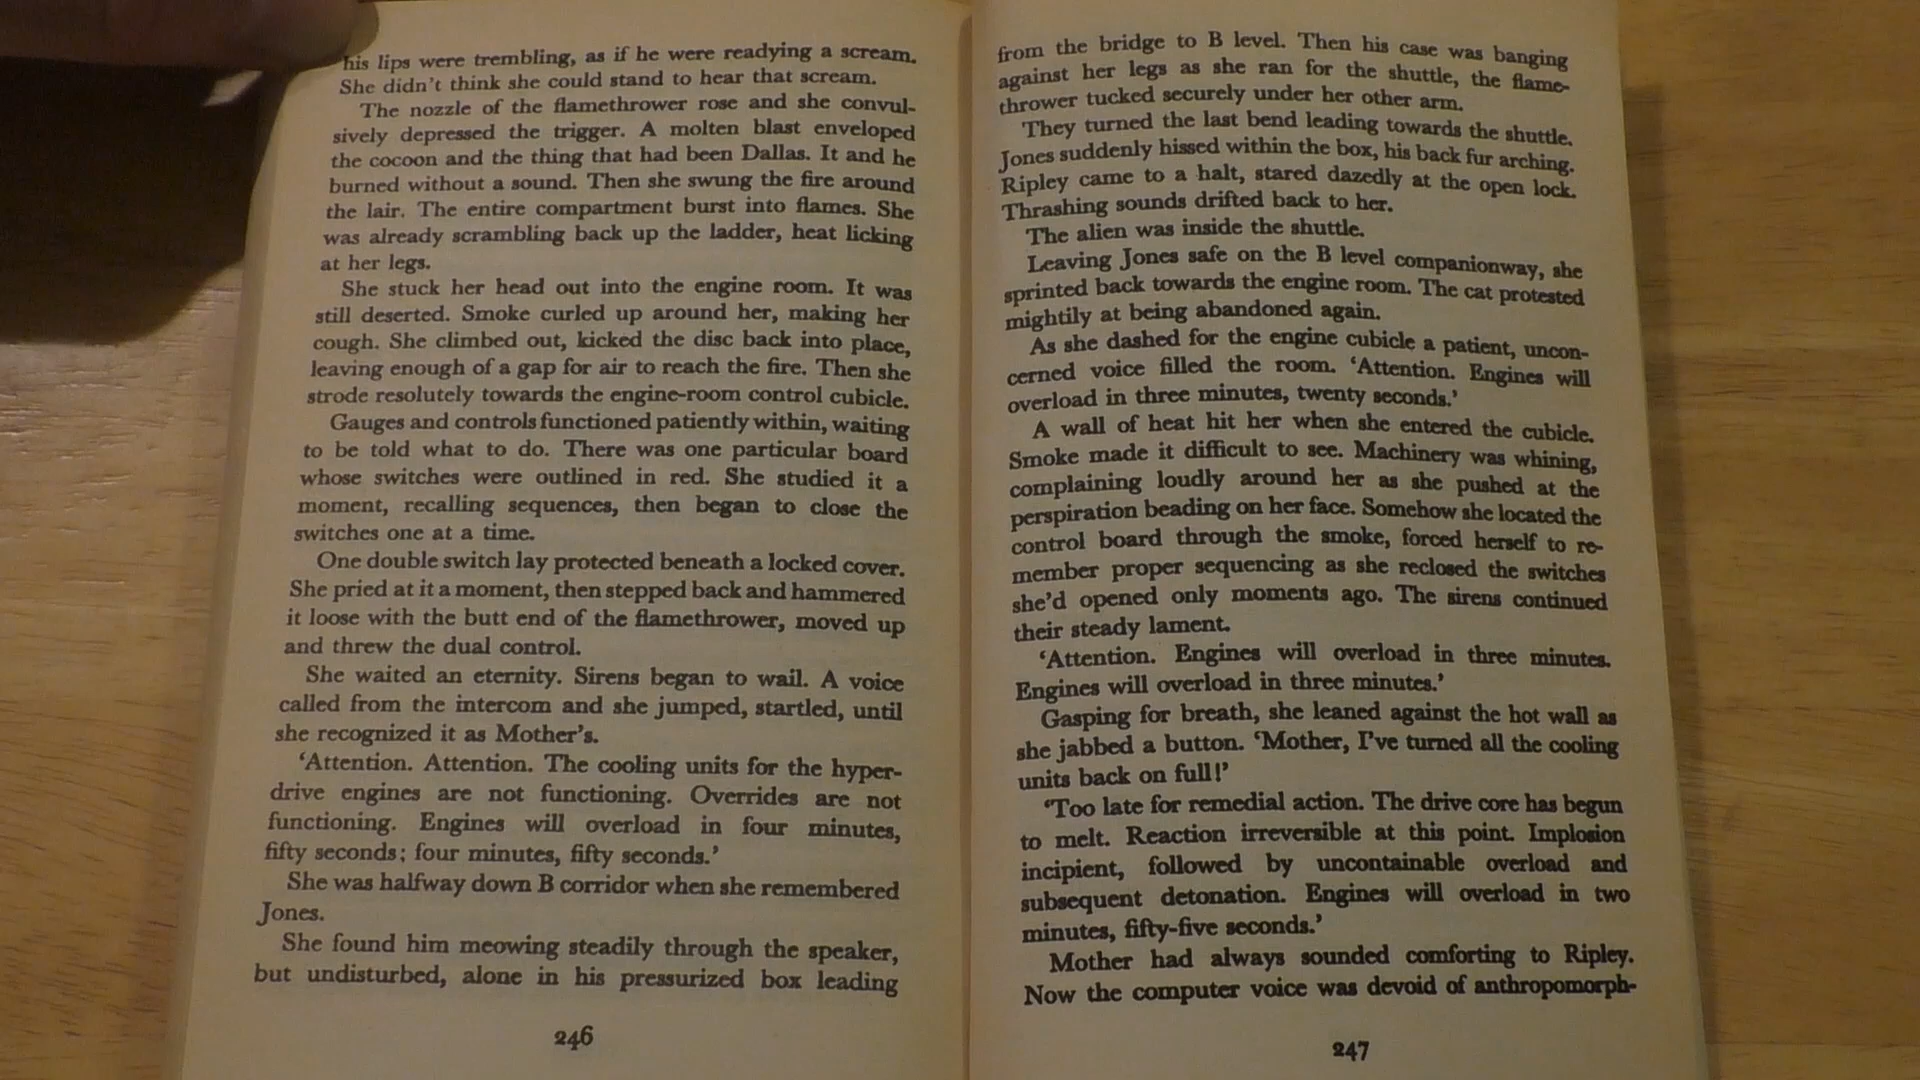 his lips were trembling, as if he were readying a scream.
She didn't think she could stand to hear that scream.
The nozzle of the flamethrower rose and she convul-
sively depressed the trigger. A molten blast enveloped
the cocoon and the thing that had been Dallas. It and he
burned without a sound. Then she swung the fire around
the lair. The entire compartment burst into flames. She
was already scrambling back up the ladder, heat licking
at her legs.
She stuck her head out into the engine room. It was
still deserted. Smoke curled up around her, making her
cough. She climbed out, kicked the disc back into place,
leaving enough of a gap for air to reach the fire. Then she
strode resolutely towards the engine-room control cubicle.
Gauges and controls functioned patiently within, waiting
to be told what to do. There was one particular board
whose switches were outlined in red. She studied it a
moment, recalling sequences, then began to close the
switches one at a time.
One double switch lay protected beneath a locked cover.
She pried at it a moment, then stepped back and hammered
it loose with the butt end of the flamethrower, moved up
and threw the dual control.
She waited an eternity. Sirens began to wail. A voice
called from the intercom and she jumped, startled, until
she recognized it as Mother's.
'Attention. Attention. The cooling units for the hyper-
drive engines are not functioning. Overrides are not
functioning. Engines will overload in four minutes,
fifty seconds; four minutes, fifty seconds.'
She was halfway down B corridor when she remembered
Jones.
She found him meowing steadily through the speaker,
but undisturbed, alone in his pressurized box leading
246
from the bridge to B level. Then his case was banging
against her legs as she ran for the shuttle, the flame-
thrower tucked securely under her other arm.
They turned the last bend leading towards the shuttle.
Jones suddenly hissed within the box, his back fur arching.
Ripley came to a halt, stared dazedly at the open lock.
Thrashing sounds drifted back to her.
The alien was inside the shuttle.
Leaving Jones safe on the B level companionway, she
sprinted back towards the engine room. The cat protested
mightily at being abandoned again.
As she dashed for the engine cubicle a patient, uncon-
cerned voice filled the room. 'Attention. Engines will
overload in three minutes, twenty seconds.'
A wall of heat hit her when she entered the cubicle.
Smoke made it difficult to see. Machinery was whining,
complaining loudly around her as she pushed at the
perspiration beading on her face. Somehow she located the
control board through the smoke, forced herself to re-
member proper sequencing as she reclosed the switches
she'd opened only moments ago. The sirens continued
their steady lament.
'Attention. Engines will overload in three minutes.
Engines will overload in three minutes.'
Gasping for breath, she leaned against the hot wall as
she jabbed a button. 'Mother, I've turned all the cooling
units back on full!'
'Too late for remedial action. The drive core has begun
to melt. Reaction irreversible at this point. Implosion
incipient, followed by uncontainable overload and
subsequent detonation. Engines will overload in two
minutes, fifty-five seconds.'
Mother had always sounded comforting to Ripley.
Now the computer voice was devoid of anthropomorph-
247